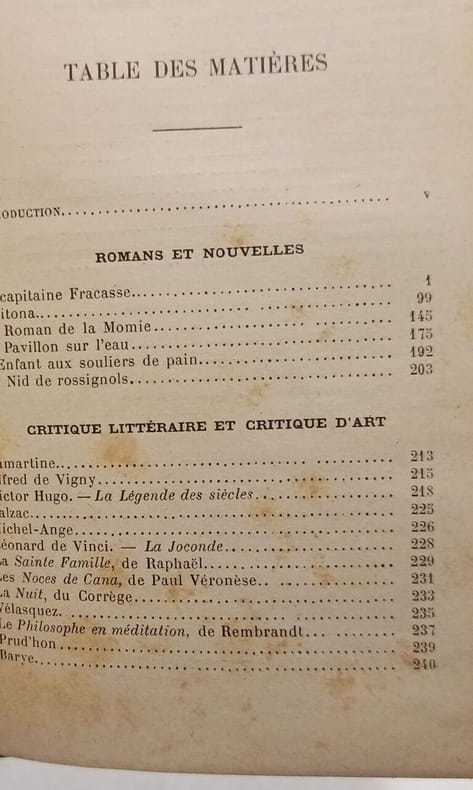 TABLE DES MATIÈRES
ODUCTION........ v
ROMANS ET NOUVELLES
capitaine Fracasse........ 1
itona........ 99
Roman de la Momie........ 145
Pavillon sur l'eau........ 175
Enfant aux souliers de pain........ 192
Nid de rossignols........ 203
CRITIQUE LITTÉRAIRE ET CRITIQUE D'ART
amartine........ 213
lfred de Vigny........ 215
ictor Hugo. — La Légende des siècles........ 218
alzac........ 225
ichel-Ange........ 226
éonard de Vinci. — La Joconde........ 228
a Sainte Famille, de Raphaël........ 229
es Noces de Cana, de Paul Véronèse........ 231
La Nuit, du Corrège........ 233
Vélasquez........ 235
Le Philosophe en méditation, de Rembrandt........ 237
Prud'hon........ 239
Barye........ 240